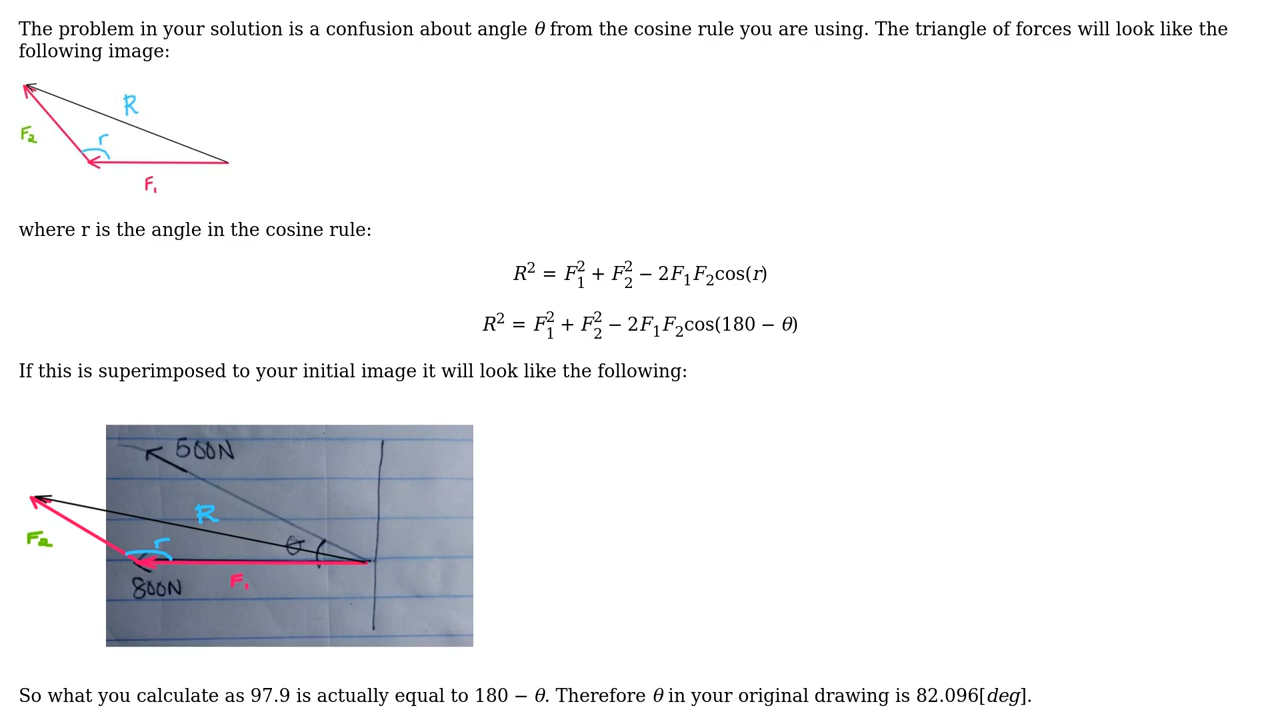 The problem in your solution is a confusion about angle θ from the cosine rule you are using. The triangle of forces will look like the
following image:
R
F₂
r
F₁
where r is the angle in the cosine rule:
R² = F₁² + F₂² − 2F₁F₂cos(r)
R² = F₁² + F₂² − 2F₁F₂cos(180 − θ)
If this is superimposed to your initial image it will look like the following:
500N
R
F₂
r
θ
800N
F₁
So what you calculate as 97.9 is actually equal to 180 − θ. Therefore θ in your original drawing is 82.096[deg].